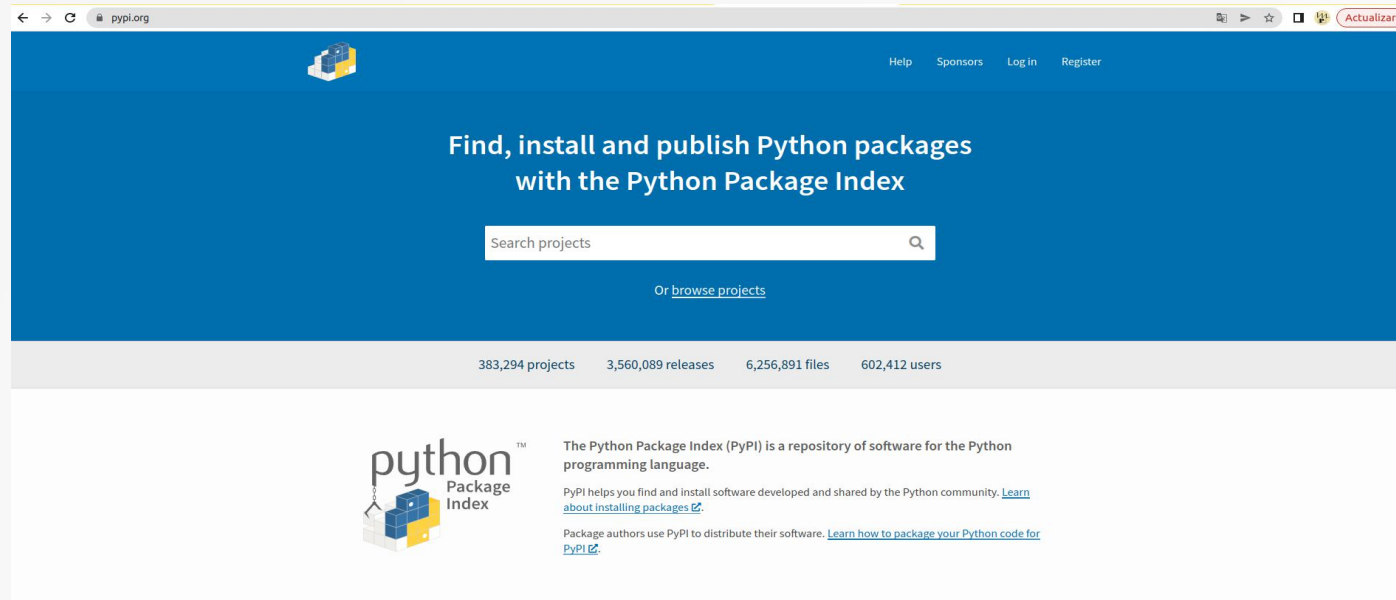 pypi.org
Actualizar
Help Sponsors Log in Register
Find, install and publish Python packages
with the Python Package Index
Search projects
Or browse projects
383,294 projects 3,560,089 releases 6,256,891 files 602,412 users
python™
Package
Index
The Python Package Index (PyPI) is a repository of software for the Python
programming language.
PyPI helps you find and install software developed and shared by the Python community. Learn
about installing packages.
Package authors use PyPI to distribute their software. Learn how to package your Python code for
PyPI.